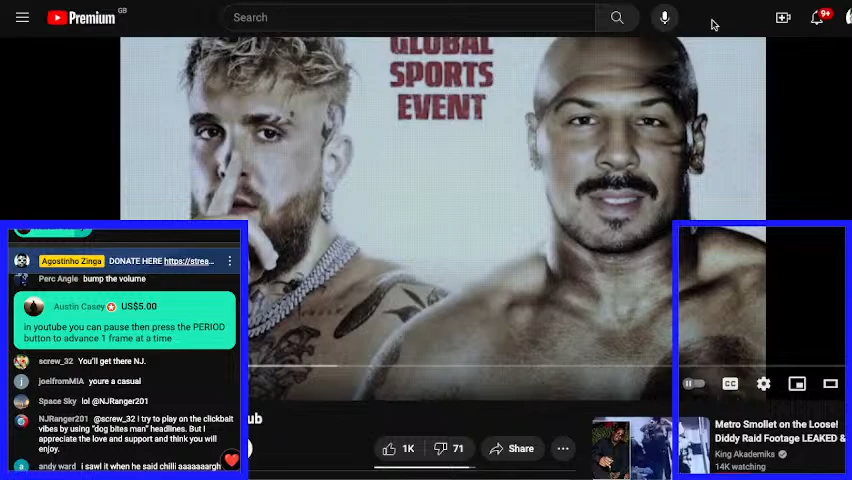 Premium GB
Search
9+
GLOBAL
SPORTS
EVENT
Agostinho Zinga DONATE HERE https://strea...
Perc Angle bump the volume
Austin Casey US$5.00
in youtube you can pause then press the PERIOD
button to advance 1 frame at a time
screw_32 You'll get there NJ.
joelfromMIA youre a casual
Space Sky lol @NJRanger201
NJRanger201 @screw_32 I try to play on the clickbait
vibes by using "dog bites man" headlines. But I
appreciate the love and support and think you will
enjoy.
andy ward i sawl it when he said chilli aaaaaargh
ub
1K
71
Share
...
CC
Metro Smollet on the Loose!
Diddy Raid Footage LEAKED &
King Akademiks
14K watching